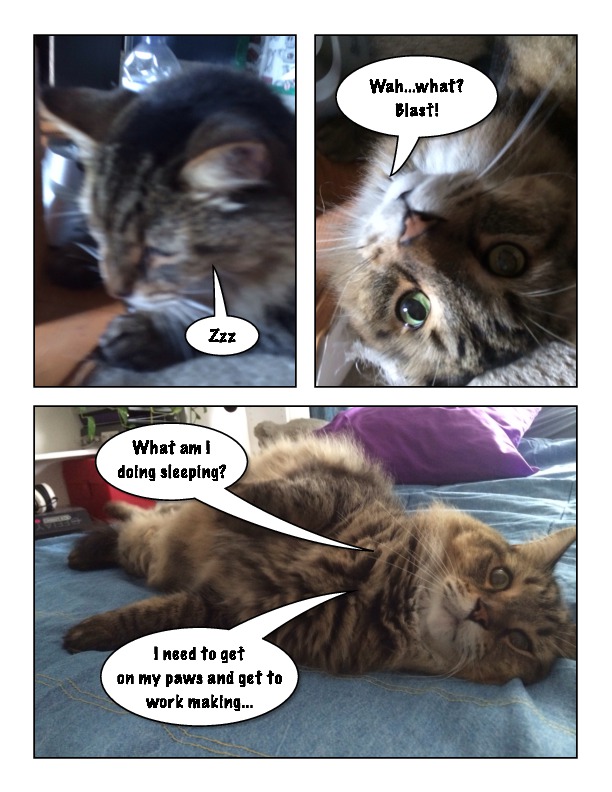 Zzz
Wah...what?
Blast!
What am I
doing sleeping?
I need to get
on my paws and get to
work making...